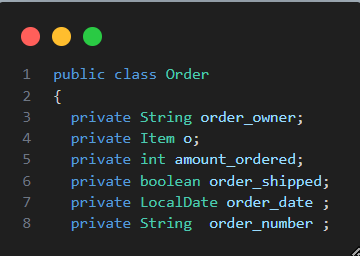 1 public class Order
2 {
3 private String order_owner;
4 private Item o;
5 private int amount_ordered;
6 private boolean order_shipped;
7 private LocalDate order_date ;
8 private String  order_number ;